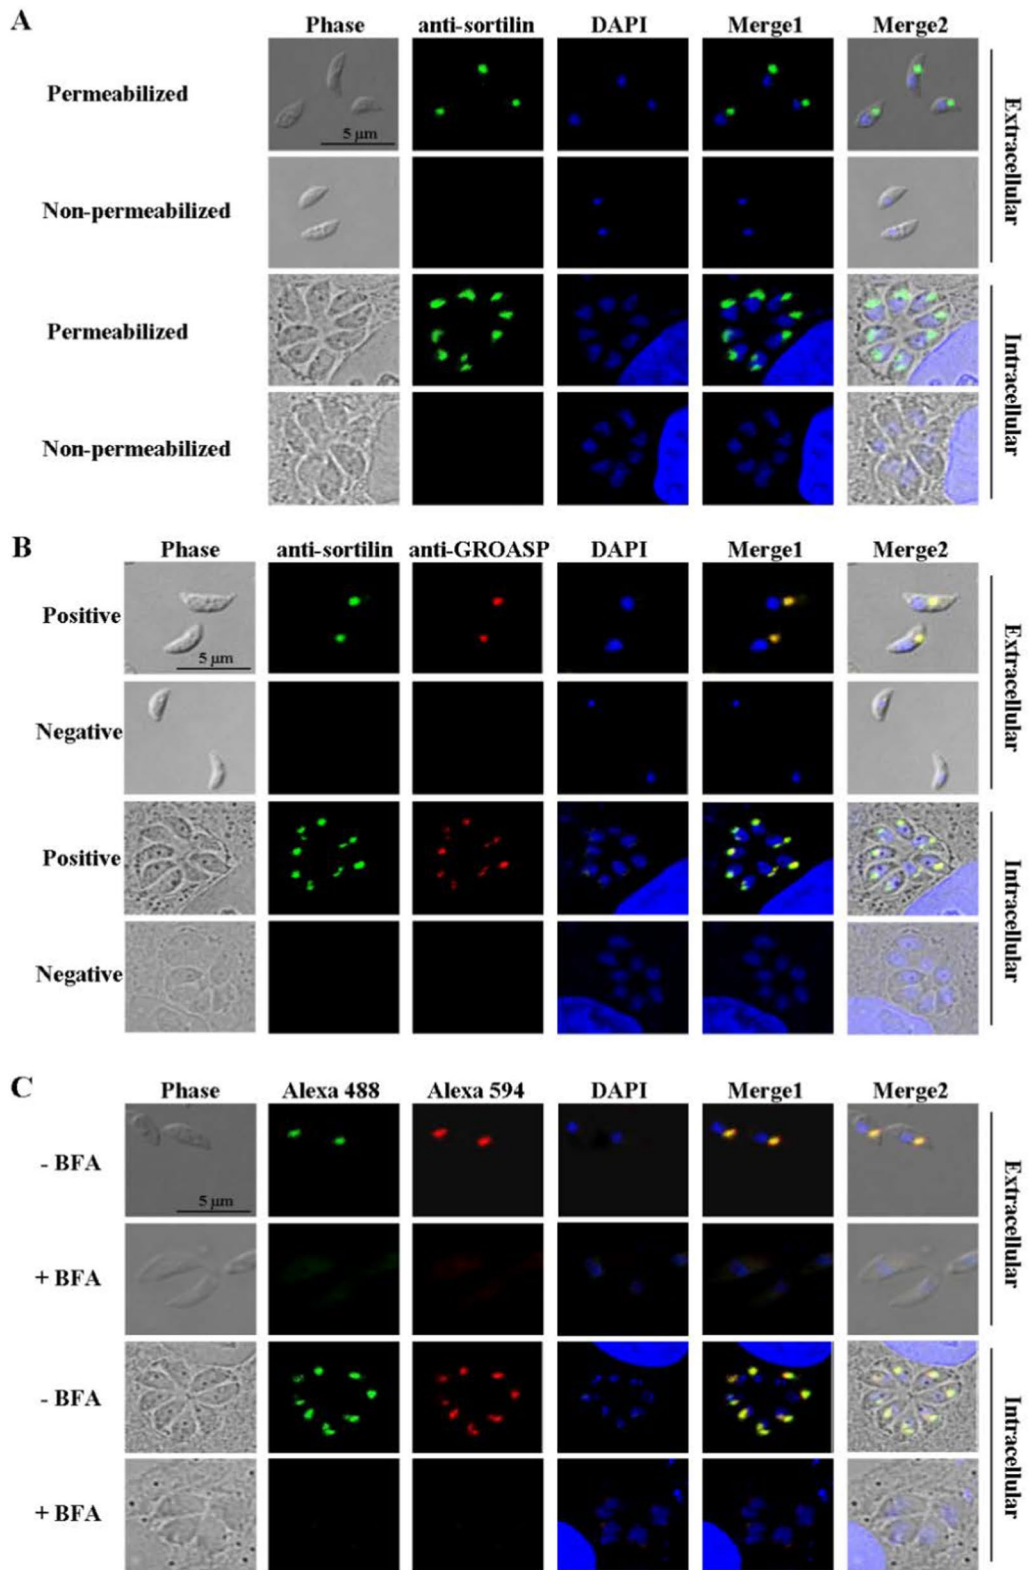 A
Phase anti-sortilin DAPI Merge1 Merge2
Permeabilized
5 μm
Non-permeabilized
Extracellular
Permeabilized
Non-permeabilized
Intracellular
B
Phase anti-sortilin anti-GROASP DAPI Merge1 Merge2
Positive
5 μm
Negative
Extracellular
Positive
Negative
Intracellular
C
Phase Alexa 488 Alexa 594 DAPI Merge1 Merge2
- BFA
5 μm
+ BFA
Extracellular
- BFA
+ BFA
Intracellular